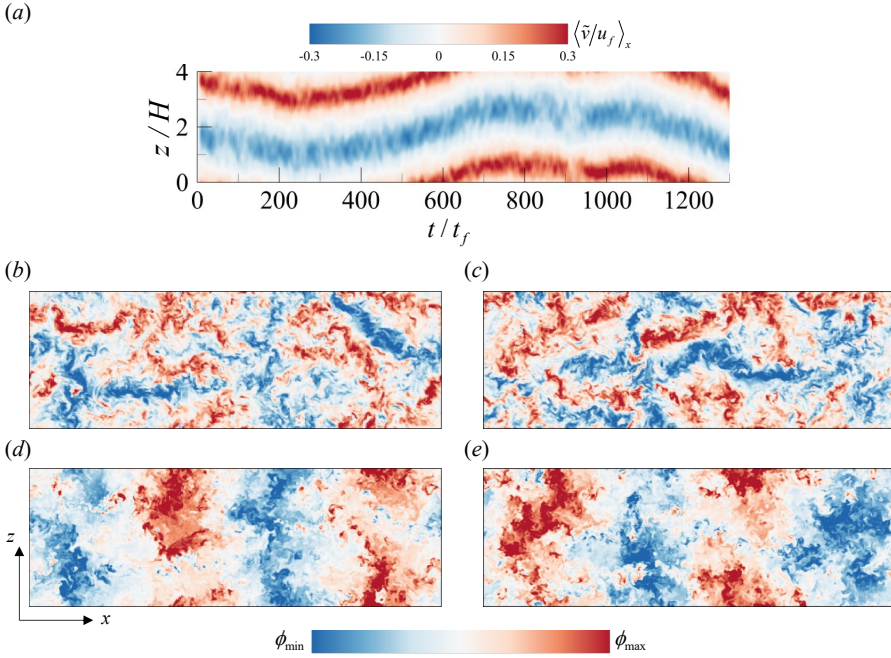 (a)
⟨ṽ/u_f⟩_x
-0.3 -0.15 0 0.15 0.3
4
2
0
z / H
0 200 400 600 800 1000 1200
t / t_f
(b) (c)
(d) (e)
z
x
ϕ_min ϕ_max